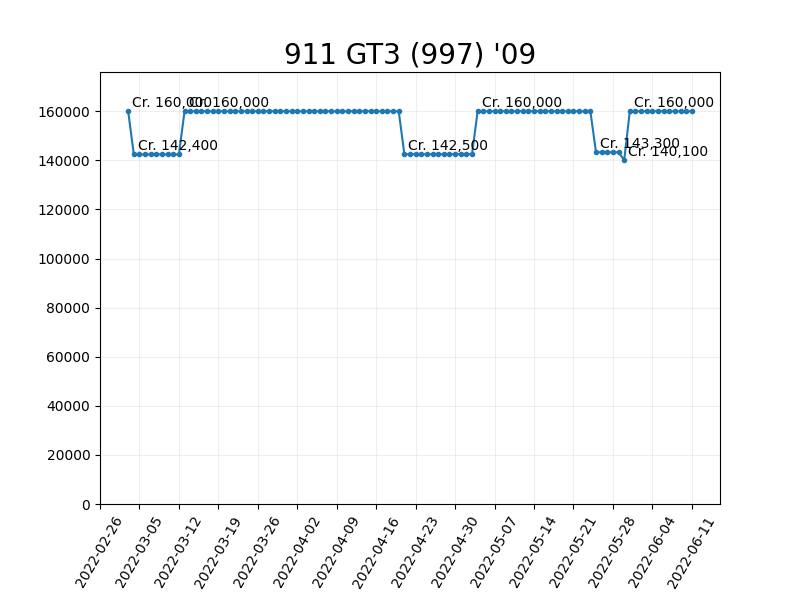 911 GT3 (997) '09
Cr. 160,000
Cr. 160,000
Cr. 160,000
Cr. 160,000
Cr. 142,400
Cr. 142,500
Cr. 143,300
Cr. 140,100
160000
140000
120000
100000
80000
60000
40000
20000
0
2022-02-26
2022-03-05
2022-03-12
2022-03-19
2022-03-26
2022-04-02
2022-04-09
2022-04-16
2022-04-23
2022-04-30
2022-05-07
2022-05-14
2022-05-21
2022-05-28
2022-06-04
2022-06-11